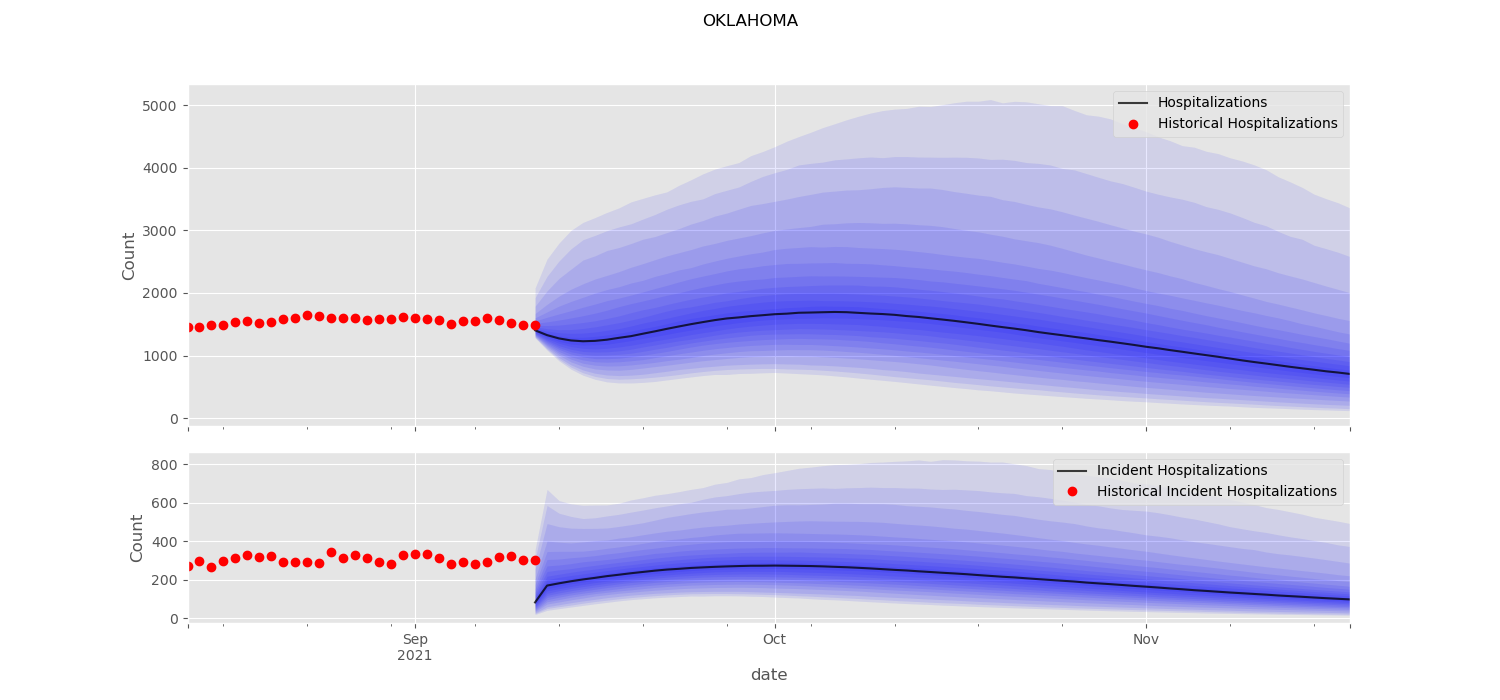 OKLAHOMA
5000
4000
3000
2000
1000
0
Count
Hospitalizations
Historical Hospitalizations
800
600
400
200
0
Count
Incident Hospitalizations
Historical Incident Hospitalizations
Sep
2021
Oct
Nov
date